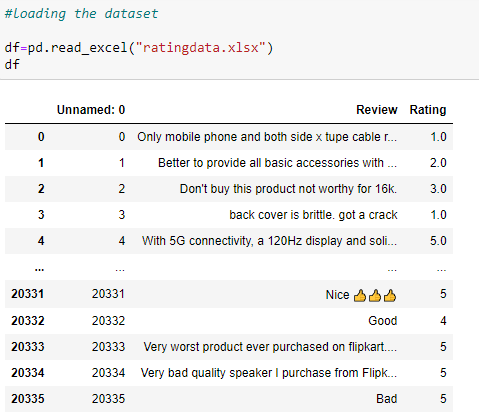 #Loading the dataset
df=pd.read_excel("ratingdata.xlsx")
df
Unnamed: 0 Review Rating
0 0 Only mobile phone and both side x tupe cable r... 1.0
1 1 Better to provide all basic accessories with ... 2.0
2 2 Don't buy this product not worthy for 16k. 3.0
3 3 back cover is brittle. got a crack 1.0
4 4 With 5G connectivity, a 120Hz display and soli... 5.0
... ... ... ...
20331 20331 Nice 👍👍👍 5
20332 20332 Good 4
20333 20333 Very worst product ever purchased on flipkart.... 5
20334 20334 Very bad quality speaker I purchase from Flipk... 5
20335 20335 Bad 5